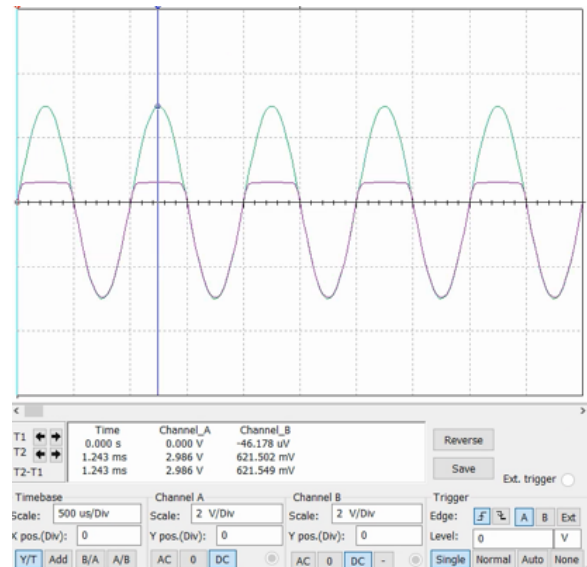 Time Channel_A Channel_B
T1 0.000 s 0.000 V -46.178 uV
T2 1.243 ms 2.986 V 621.502 mV
T2-T1 1.243 ms 2.986 V 621.549 mV
Reverse
Save
Ext. trigger
Timebase
Scale: 500 us/Div
X pos.(Div): 0
Y/T Add B/A A/B
Channel A
Scale: 2 V/Div
Y pos.(Div): 0
AC 0 DC
Channel B
Scale: 2 V/Div
Y pos.(Div): 0
AC 0 DC -
Trigger
Edge: A B Ext
Level: 0 V
Single Normal Auto None